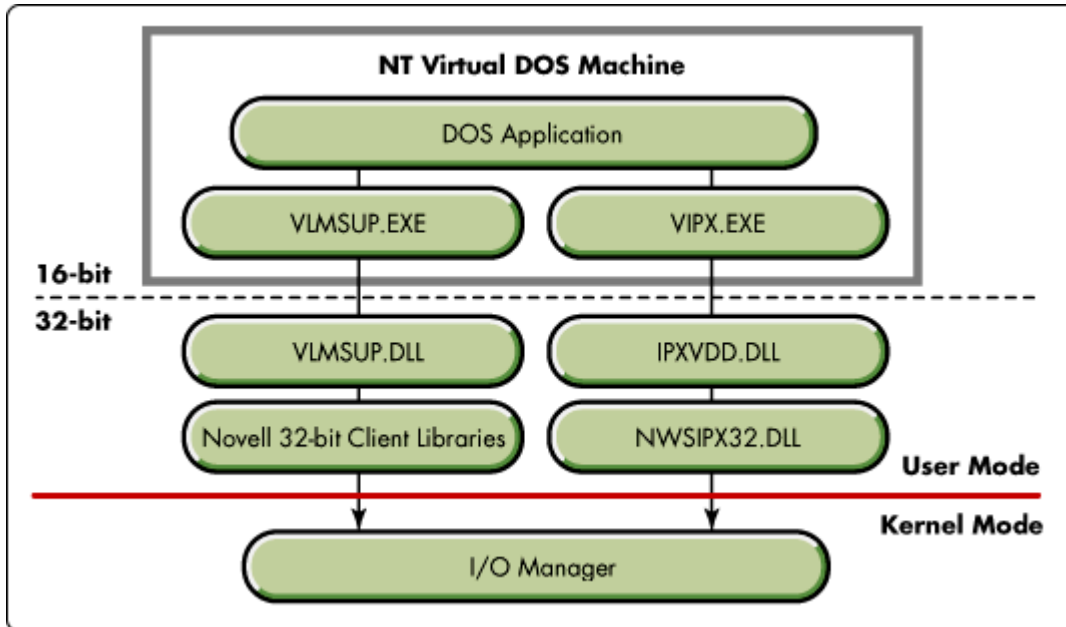 NT Virtual DOS Machine
DOS Application
VLMSUP.EXE
VIPX.EXE
16-bit
32-bit
VLMSUP.DLL
IPXVDD.DLL
Novell 32-bit Client Libraries
NWSIPX32.DLL
User Mode
Kernel Mode
I/O Manager